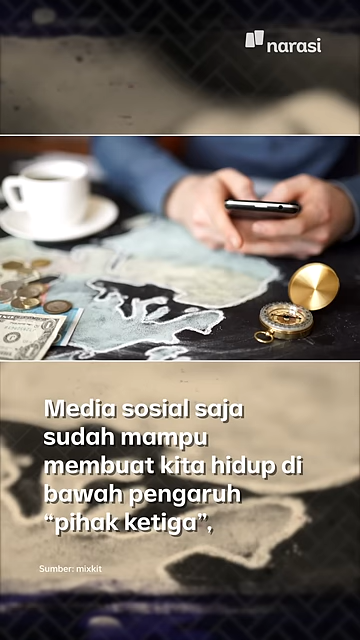 narasi
Media sosial saja
sudah mampu
membuat kita hidup di
bawah pengaruh
“pihak ketiga”,
Sumber: mixkit